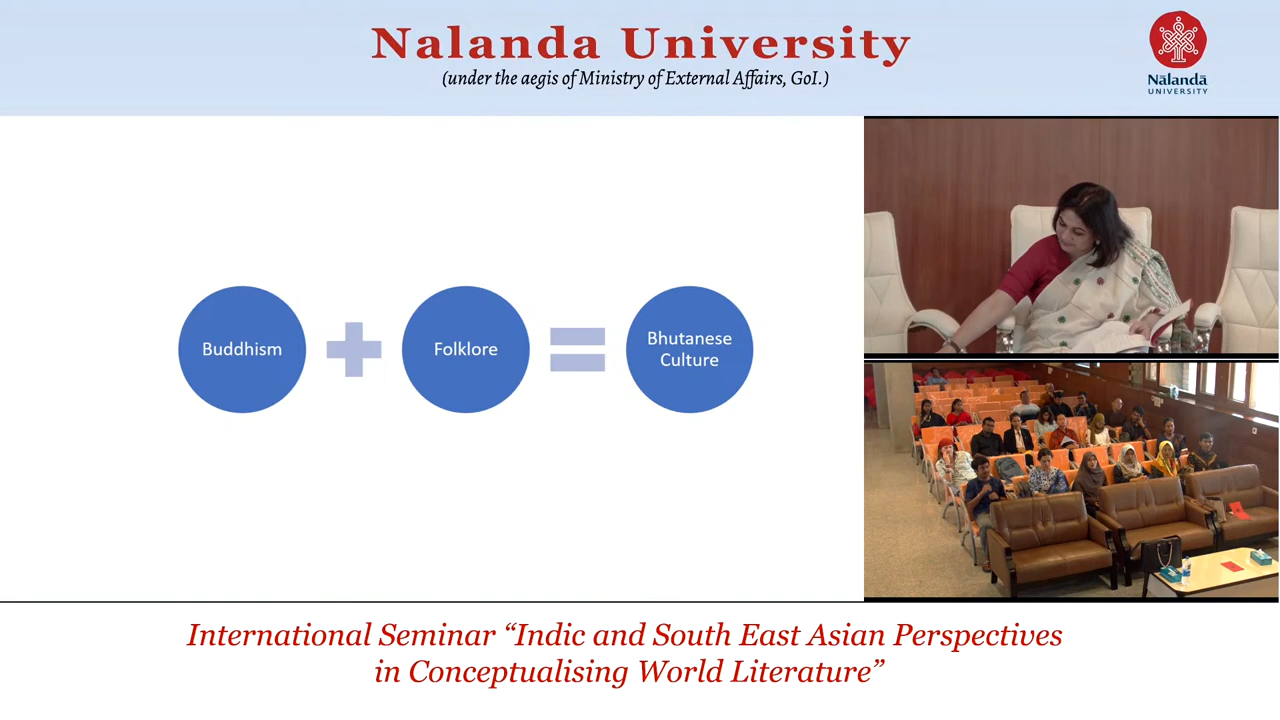 Nalanda University
(under the aegis of Ministry of External Affairs, GoI.)
Nālandā
UNIVERSITY
Buddhism
Folklore
Bhutanese
Culture
International Seminar “Indic and South East Asian Perspectives
in Conceptualising World Literature”